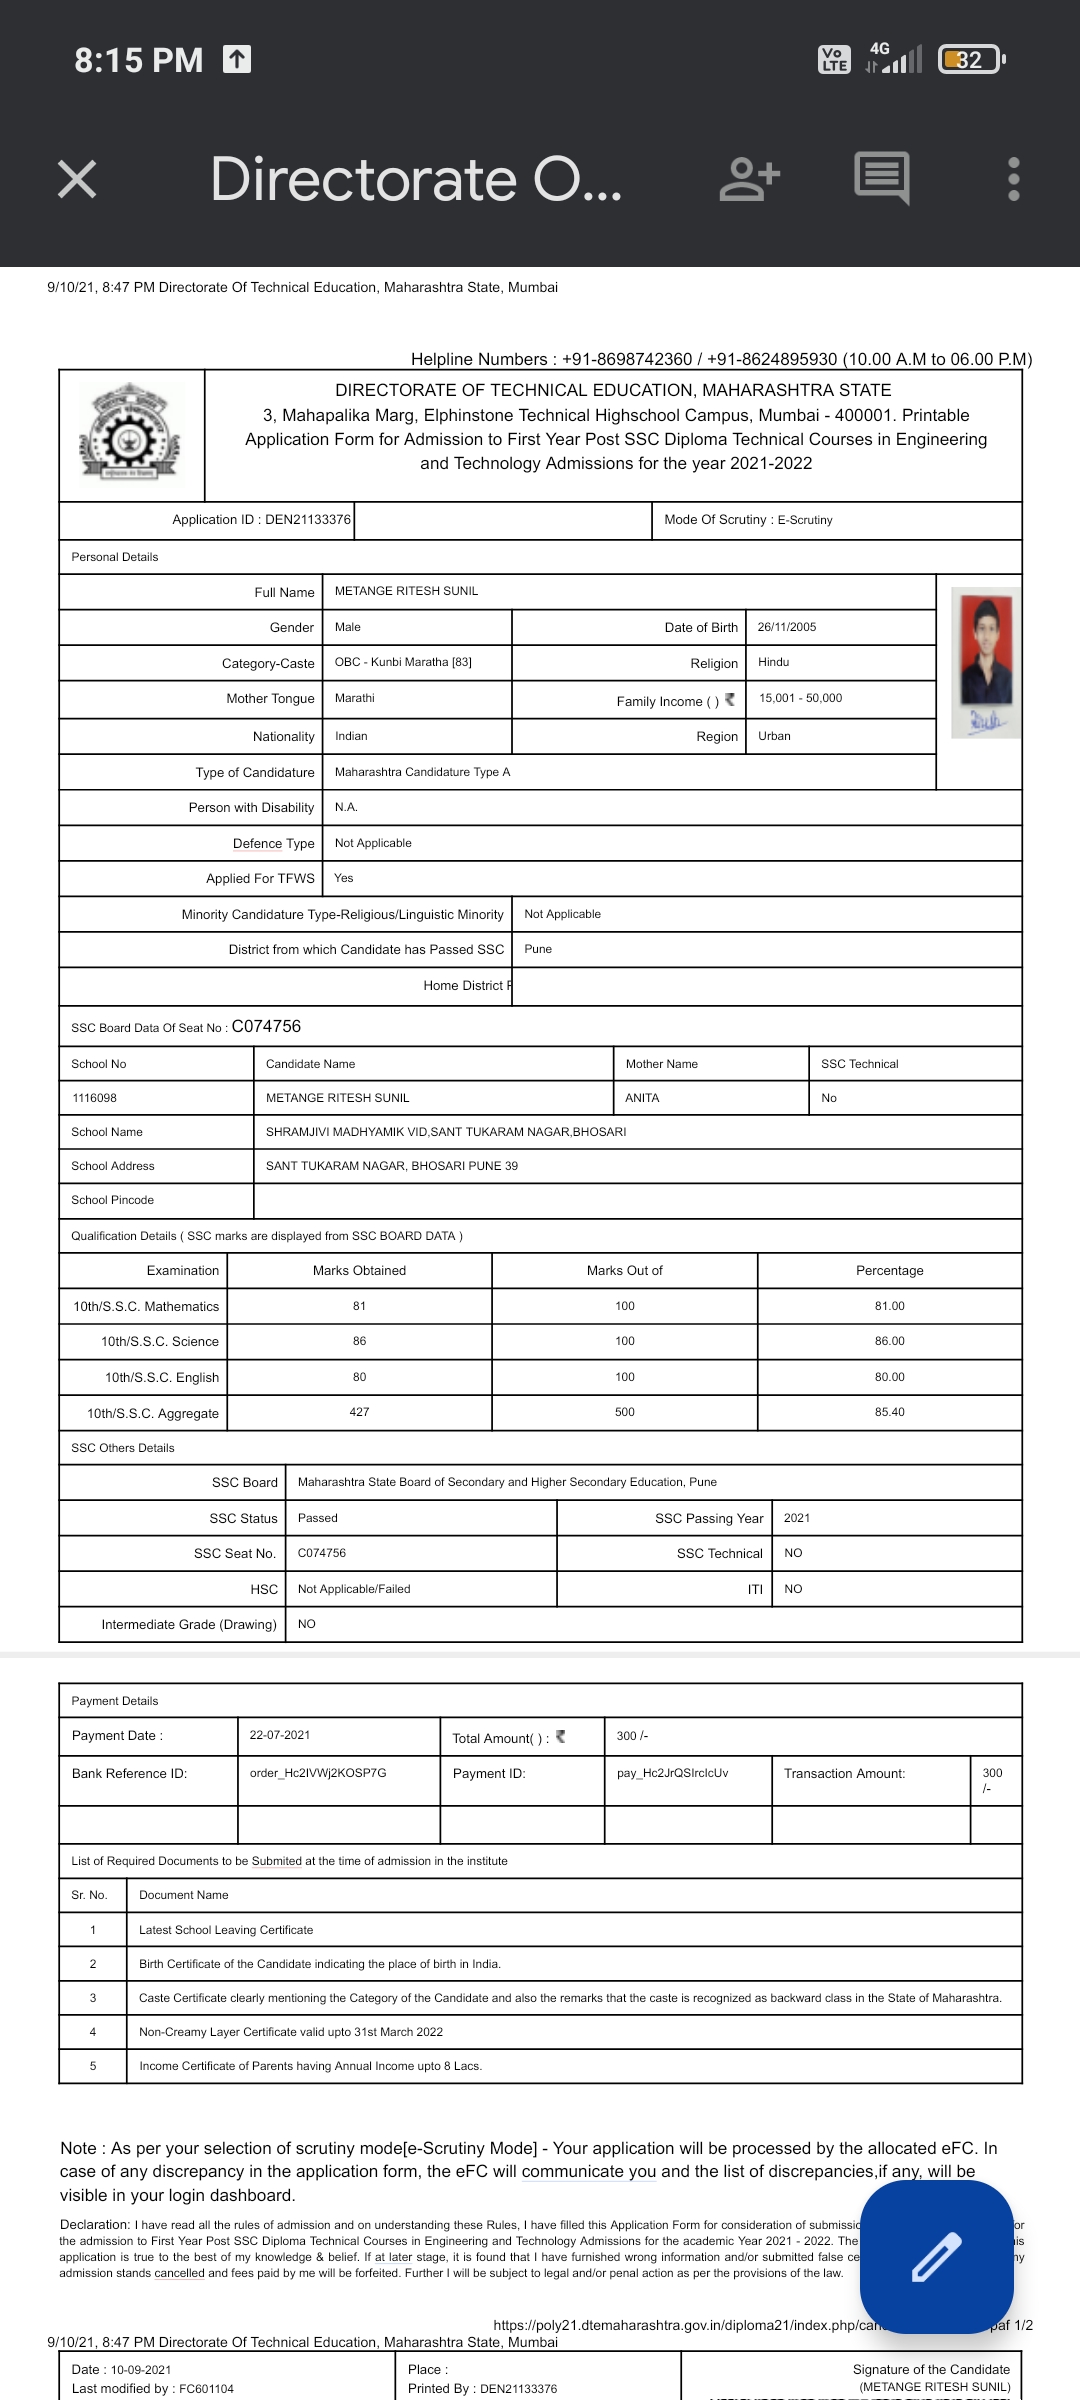 8:15 PM
Vo LTE 4G 32
Directorate O...
9/10/21, 8:47 PM Directorate Of Technical Education, Maharashtra State, Mumbai
Helpline Numbers : +91-8698742360 / +91-8624895930 (10.00 A.M to 06.00 P.M)
DIRECTORATE OF TECHNICAL EDUCATION, MAHARASHTRA STATE
3, Mahapalika Marg, Elphinstone Technical Highschool Campus, Mumbai - 400001. Printable
Application Form for Admission to First Year Post SSC Diploma Technical Courses in Engineering
and Technology Admissions for the year 2021-2022
Application ID : DEN21133376 Mode Of Scrutiny : E-Scrutiny
Personal Details
Full Name METANGE RITESH SUNIL
Gender Male Date of Birth 26/11/2005
Category-Caste OBC - Kunbi Maratha [83] Religion Hindu
Mother Tongue Marathi Family Income ( ) ₹ 15,001 - 50,000
Nationality Indian Region Urban
Type of Candidature Maharashtra Candidature Type A
Person with Disability N.A.
Defence Type Not Applicable
Applied For TFWS Yes
Minority Candidature Type-Religious/Linguistic Minority Not Applicable
District from which Candidate has Passed SSC Pune
Home District
SSC Board Data Of Seat No : C074756
School No Candidate Name Mother Name SSC Technical
1116098 METANGE RITESH SUNIL ANITA No
School Name SHRAMJIVI MADHYAMIK VID,SANT TUKARAM NAGAR,BHOSARI
School Address SANT TUKARAM NAGAR, BHOSARI PUNE 39
School Pincode
Qualification Details ( SSC marks are displayed from SSC BOARD DATA )
Examination Marks Obtained Marks Out of Percentage
10th/S.S.C. Mathematics 81 100 81.00
10th/S.S.C. Science 86 100 86.00
10th/S.S.C. English 80 100 80.00
10th/S.S.C. Aggregate 427 500 85.40
SSC Others Details
SSC Board Maharashtra State Board of Secondary and Higher Secondary Education, Pune
SSC Status Passed SSC Passing Year 2021
SSC Seat No. C074756 SSC Technical NO
HSC Not Applicable/Failed ITI NO
Intermediate Grade (Drawing) NO
Payment Details
Payment Date : 22-07-2021 Total Amount( ) : ₹ 300 /-
Bank Reference ID: order_Hc2IVWj2KOSP7G Payment ID: pay_Hc2JrQSIrcIcUv Transaction Amount: 300
/-
List of Required Documents to be Submited at the time of admission in the institute
Sr. No. Document Name
1 Latest School Leaving Certificate
2 Birth Certificate of the Candidate indicating the place of birth in India.
3 Caste Certificate clearly mentioning the Category of the Candidate and also the remarks that the caste is recognized as backward class in the State of Maharashtra.
4 Non-Creamy Layer Certificate valid upto 31st March 2022
5 Income Certificate of Parents having Annual Income upto 8 Lacs.
Note : As per your selection of scrutiny mode[e-Scrutiny Mode] - Your application will be processed by the allocated eFC. In
case of any discrepancy in the application form, the eFC will communicate you and the list of discrepancies,if any, will be
visible in your login dashboard.
Declaration: I have read all the rules of admission and on understanding these Rules, I have filled this Application Form for consideration of
the admission to First Year Post SSC Diploma Technical Courses in Engineering and Technology Admissions for the academic Year 2021 - 2022. The
application is true to the best of my knowledge & belief. If at later stage, it is found that I have furnished wrong information and/or submitted false
admission stands cancelled and fees paid by me will be forfeited. Further I will be subject to legal and/or penal action as per the provisions of the law.
https://poly21.dtemaharashtra.gov.in/diploma21/index.php/ 1/2
9/10/21, 8:47 PM Directorate Of Technical Education, Maharashtra State, Mumbai
Date : 10-09-2021 Place : Signature of the Candidate
Last modified by : FC601104 Printed By : DEN21133376 (METANGE RITESH SUNIL)